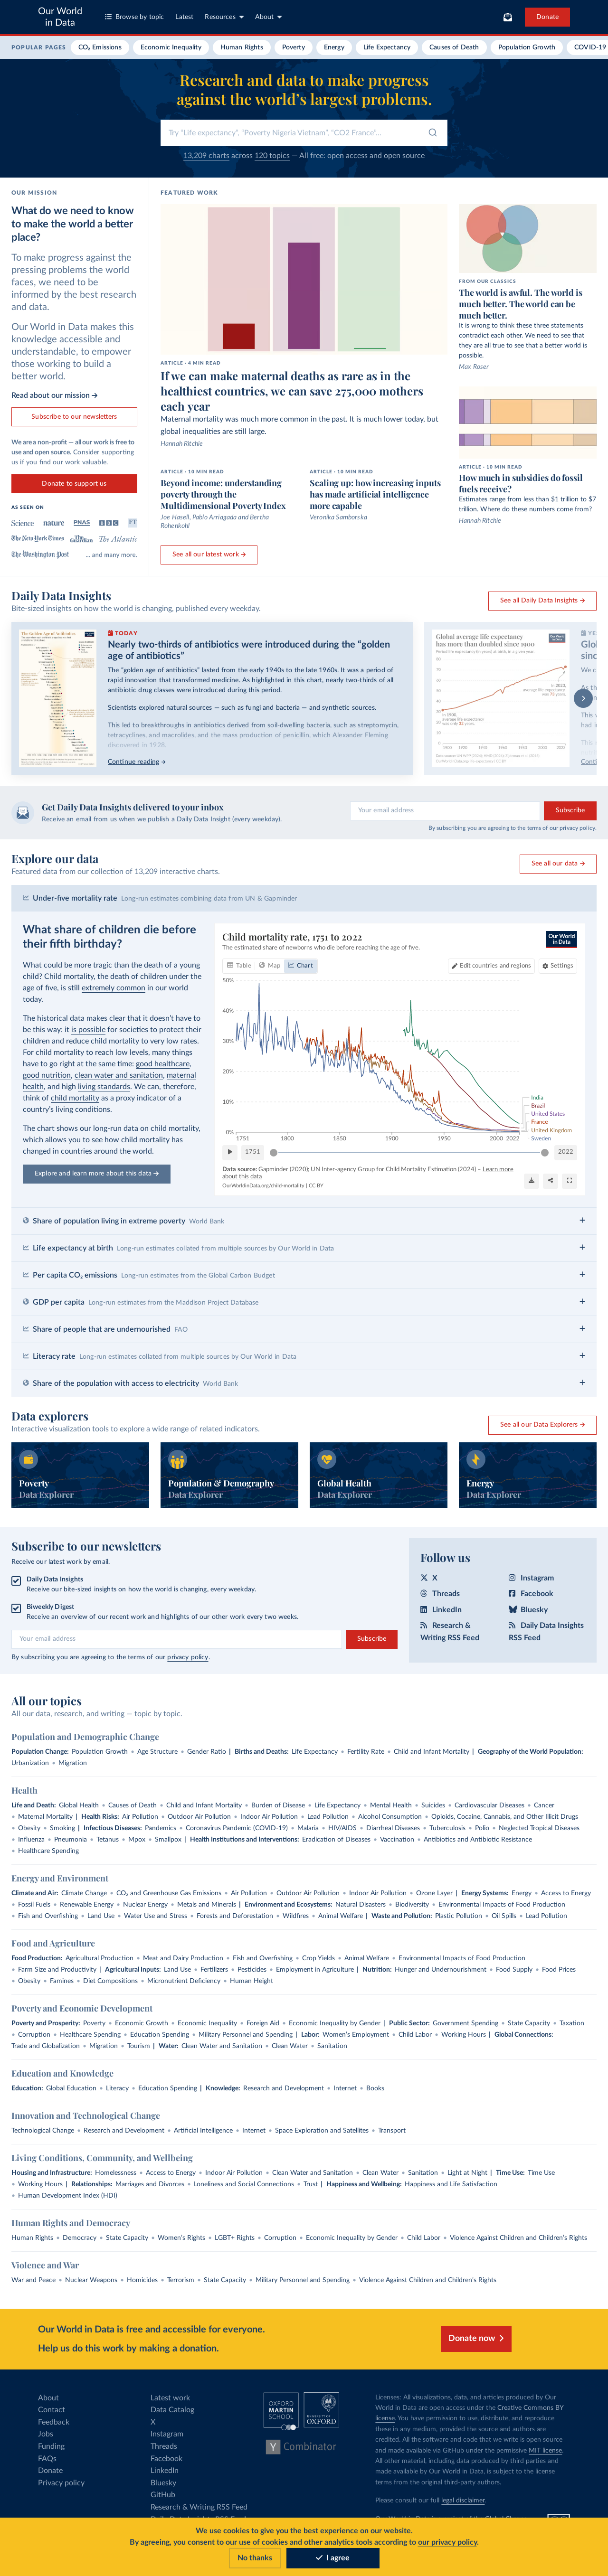 Our World
in Data
Browse by topic
Latest
Resources
About
Donate
POPULAR PAGES
CO₂ Emissions
Economic Inequality
Human Rights
Poverty
Energy
Life Expectancy
Causes of Death
Population Growth
COVID-19
Research and data to make progress
against the world's largest problems.
Try "Life expectancy", "Poverty Nigeria Vietnam", "CO2 France"...
13,209 charts across 120 topics — All free: open access and open source
OUR MISSION
What do we need to know
to make the world a better
place?
To make progress against the
pressing problems the world
faces, we need to be
informed by the best research
and data.
Our World in Data makes this
knowledge accessible and
understandable, to empower
those working to build a
better world.
Read about our mission →
Subscribe to our newsletters
We are a non-profit — all our work is free to
use and open source. Consider supporting
us if you find our work valuable.
Donate to support us
AS SEEN ON
Science
nature
PNAS
BBC
FT
The New York Times
The Guardian
The Atlantic
The Washington Post
... and many more.
FEATURED WORK
ARTICLE • 4 MIN READ
If we can make maternal deaths as rare as in the
healthiest countries, we can save 275,000 mothers
each year
Maternal mortality was much more common in the past. It is much lower today, but
global inequalities are still large.
Hannah Ritchie
ARTICLE • 10 MIN READ
Beyond income: understanding
poverty through the
Multidimensional Poverty Index
Joe Hasell, Pablo Arriagada and Bertha
Rohenkohl
ARTICLE • 10 MIN READ
Scaling up: how increasing inputs
has made artificial intelligence
more capable
Veronika Samborska
See all our latest work →
FROM OUR CLASSICS
The world is awful. The world is
much better. The world can be
much better.
It is wrong to think these three statements
contradict each other. We need to see that
they are all true to see that a better world is
possible.
Max Roser
ARTICLE • 10 MIN READ
How much in subsidies do fossil
fuels receive?
Estimates range from less than $1 trillion to $7
trillion. Where do these numbers come from?
Hannah Ritchie
Daily Data Insights
Bite-sized insights on how the world is changing, published every weekday.
See all Daily Data Insights →
The Golden Age of Antibiotics
TODAY
Nearly two-thirds of antibiotics were introduced during the "golden
age of antibiotics"
The "golden age of antibiotics" lasted from the early 1940s to the late 1960s. It was a period of
rapid innovation that transformed medicine. As highlighted in this chart, nearly two-thirds of all
antibiotic drug classes were introduced during this period.
Scientists explored natural sources — such as fungi and bacteria — and synthetic sources.
This led to breakthroughs in antibiotics derived from soil-dwelling bacteria, such as streptomycin,
tetracyclines, and macrolides, and the mass production of penicillin, which Alexander Fleming
discovered in 1928.
Continue reading →
Global average life expectancy
has more than doubled since 1900
Get Daily Data Insights delivered to your inbox
Receive an email from us when we publish a Daily Data Insight (every weekday).
Your email address
Subscribe
By subscribing you are agreeing to the terms of our privacy policy.
Explore our data
Featured data from our collection of 13,209 interactive charts.
See all our data →
Under-five mortality rate Long-run estimates combining data from UN & Gapminder
What share of children die before
their fifth birthday?
What could be more tragic than the death of a young
child? Child mortality, the death of children under the
age of five, is still extremely common in our world
today.
The historical data makes clear that it doesn't have to
be this way: it is possible for societies to protect their
children and reduce child mortality to very low rates.
For child mortality to reach low levels, many things
have to go right at the same time: good healthcare,
good nutrition, clean water and sanitation, maternal
health, and high living standards. We can, therefore,
think of child mortality as a proxy indicator of a
country's living conditions.
The chart shows our long-run data on child mortality,
which allows you to see how child mortality has
changed in countries around the world.
Explore and learn more about this data →
Child mortality rate, 1751 to 2022
The estimated share of newborns who die before reaching the age of five.
Our World
in Data
Table
Map
Chart
Edit countries and regions
Settings
50%
40%
30%
20%
10%
0%
1751
1800
1850
1900
1950
2000
2022
India
Brazil
United States
France
United Kingdom
Sweden
1751
2022
Data source: Gapminder (2020); UN Inter-agency Group for Child Mortality Estimation (2024) – Learn more
about this data
OurWorldinData.org/child-mortality | CC BY
Share of population living in extreme poverty World Bank
Life expectancy at birth Long-run estimates collated from multiple sources by Our World in Data
Per capita CO₂ emissions Long-run estimates from the Global Carbon Budget
GDP per capita Long-run estimates from the Maddison Project Database
Share of people that are undernourished FAO
Literacy rate Long-run estimates collated from multiple sources by Our World in Data
Share of the population with access to electricity World Bank
Data explorers
Interactive visualization tools to explore a wide range of related indicators.
See all our Data Explorers →
Poverty
Data Explorer
Population & Demography
Data Explorer
Global Health
Data Explorer
Energy
Data Explorer
Subscribe to our newsletters
Receive our latest work by email.
Daily Data Insights
Receive our bite-sized insights on how the world is changing, every weekday.
Biweekly Digest
Receive an overview of our recent work and highlights of our other work every two weeks.
Your email address
Subscribe
By subscribing you are agreeing to the terms of our privacy policy.
Follow us
X
Instagram
Threads
Facebook
LinkedIn
Bluesky
Research &
Writing RSS Feed
Daily Data Insights
RSS Feed
All our topics
All our data, research, and writing — topic by topic.
Population and Demographic Change
Population Change: Population Growth • Age Structure • Gender Ratio | Births and Deaths: Life Expectancy • Fertility Rate • Child and Infant Mortality | Geography of the World Population:
Urbanization • Migration
Health
Life and Death: Global Health • Causes of Death • Child and Infant Mortality • Burden of Disease • Life Expectancy • Mental Health • Suicides • Cardiovascular Diseases • Cancer
• Maternal Mortality | Health Risks: Air Pollution • Outdoor Air Pollution • Indoor Air Pollution • Lead Pollution • Alcohol Consumption • Opioids, Cocaine, Cannabis, and Other Illicit Drugs
• Obesity • Smoking | Infectious Diseases: Pandemics • Coronavirus Pandemic (COVID-19) • Malaria • HIV/AIDS • Diarrheal Diseases • Tuberculosis • Polio • Neglected Tropical Diseases
• Influenza • Pneumonia • Tetanus • Mpox • Smallpox | Health Institutions and Interventions: Eradication of Diseases • Vaccination • Antibiotics and Antibiotic Resistance
• Healthcare Spending
Energy and Environment
Climate and Air: Climate Change • CO₂ and Greenhouse Gas Emissions • Air Pollution • Outdoor Air Pollution • Indoor Air Pollution • Ozone Layer | Energy Systems: Energy • Access to Energy
• Fossil Fuels • Renewable Energy • Nuclear Energy • Metals and Minerals | Environment and Ecosystems: Natural Disasters • Biodiversity • Environmental Impacts of Food Production
• Fish and Overfishing • Land Use • Water Use and Stress • Forests and Deforestation • Wildfires • Animal Welfare | Waste and Pollution: Plastic Pollution • Oil Spills • Lead Pollution
Food and Agriculture
Food Production: Agricultural Production • Meat and Dairy Production • Fish and Overfishing • Crop Yields • Animal Welfare • Environmental Impacts of Food Production
• Farm Size and Productivity | Agricultural Inputs: Land Use • Fertilizers • Pesticides • Employment in Agriculture | Nutrition: Hunger and Undernourishment • Food Supply • Food Prices
• Obesity • Famines • Diet Compositions • Micronutrient Deficiency • Human Height
Poverty and Economic Development
Poverty and Prosperity: Poverty • Economic Growth • Economic Inequality • Foreign Aid • Economic Inequality by Gender | Public Sector: Government Spending • State Capacity • Taxation
• Corruption • Healthcare Spending • Education Spending • Military Personnel and Spending | Labor: Women's Employment • Child Labor • Working Hours | Global Connections:
Trade and Globalization • Migration • Tourism | Water: Clean Water and Sanitation • Clean Water • Sanitation
Education and Knowledge
Education: Global Education • Literacy • Education Spending | Knowledge: Research and Development • Internet • Books
Innovation and Technological Change
Technological Change • Research and Development • Artificial Intelligence • Internet • Space Exploration and Satellites • Transport
Living Conditions, Community, and Wellbeing
Housing and Infrastructure: Homelessness • Access to Energy • Indoor Air Pollution • Clean Water and Sanitation • Clean Water • Sanitation • Light at Night | Time Use: Time Use
• Working Hours | Relationships: Marriages and Divorces • Loneliness and Social Connections • Trust | Happiness and Wellbeing: Happiness and Life Satisfaction
• Human Development Index (HDI)
Human Rights and Democracy
Human Rights • Democracy • State Capacity • Women's Rights • LGBT+ Rights • Corruption • Economic Inequality by Gender • Child Labor • Violence Against Children and Children's Rights
Violence and War
War and Peace • Nuclear Weapons • Homicides • Terrorism • State Capacity • Military Personnel and Spending • Violence Against Children and Children's Rights
Our World in Data is free and accessible for everyone.
Help us do this work by making a donation.
Donate now
About
Contact
Feedback
Jobs
Funding
FAQs
Donate
Privacy policy
Latest work
Data Catalog
X
Instagram
Threads
Facebook
LinkedIn
Bluesky
GitHub
Research & Writing RSS Feed
OXFORD
MARTIN
SCHOOL
UNIVERSITY OF
OXFORD
Y Combinator
Licenses: All visualizations, data, and articles produced by Our
World in Data are open access under the Creative Commons BY
license. You have permission to use, distribute, and reproduce
these in any medium, provided the source and authors are
credited. All the software and code that we write is open source
and made available via GitHub under the permissive MIT license.
All other material, including data produced by third parties and
made available by Our World in Data, is subject to the license
terms from the original third-party authors.
Please consult our full legal disclaimer.
We use cookies to give you the best experience on our website.
By agreeing, you consent to our use of cookies and other analytics tools according to our privacy policy.
No thanks
I agree